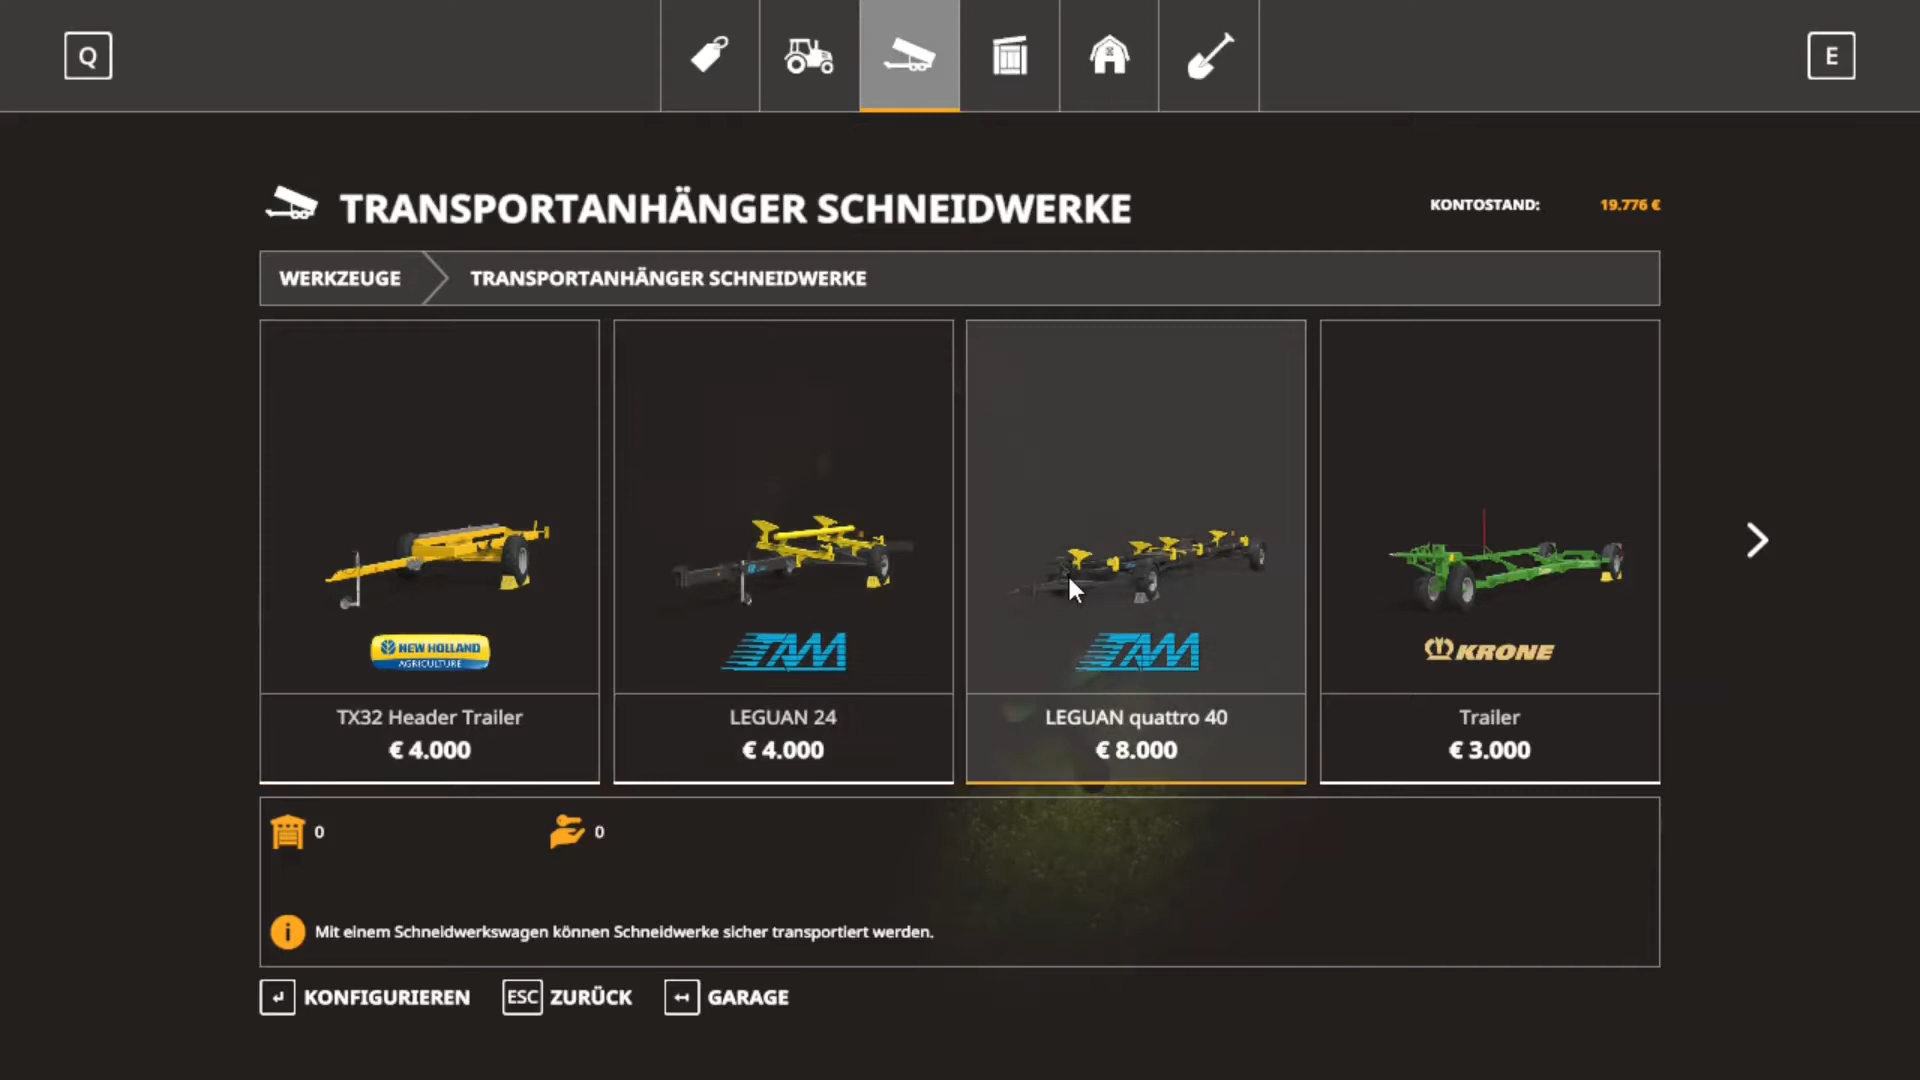 Q
E
TRANSPORTANHÄNGER SCHNEIDWERKE
KONTOSTAND: 19.776 €
WERKZEUGE TRANSPORTANHÄNGER SCHNEIDWERKE
NEW HOLLAND
AGRICULTURE
TAM
TAM
KRONE
TX32 Header Trailer
€ 4.000
LEGUAN 24
€ 4.000
LEGUAN quattro 40
€ 8.000
Trailer
€ 3.000
0
0
i Mit einem Schneidwerkswagen können Schneidwerke sicher transportiert werden.
↵ KONFIGURIEREN ESC ZURÜCK ↔ GARAGE